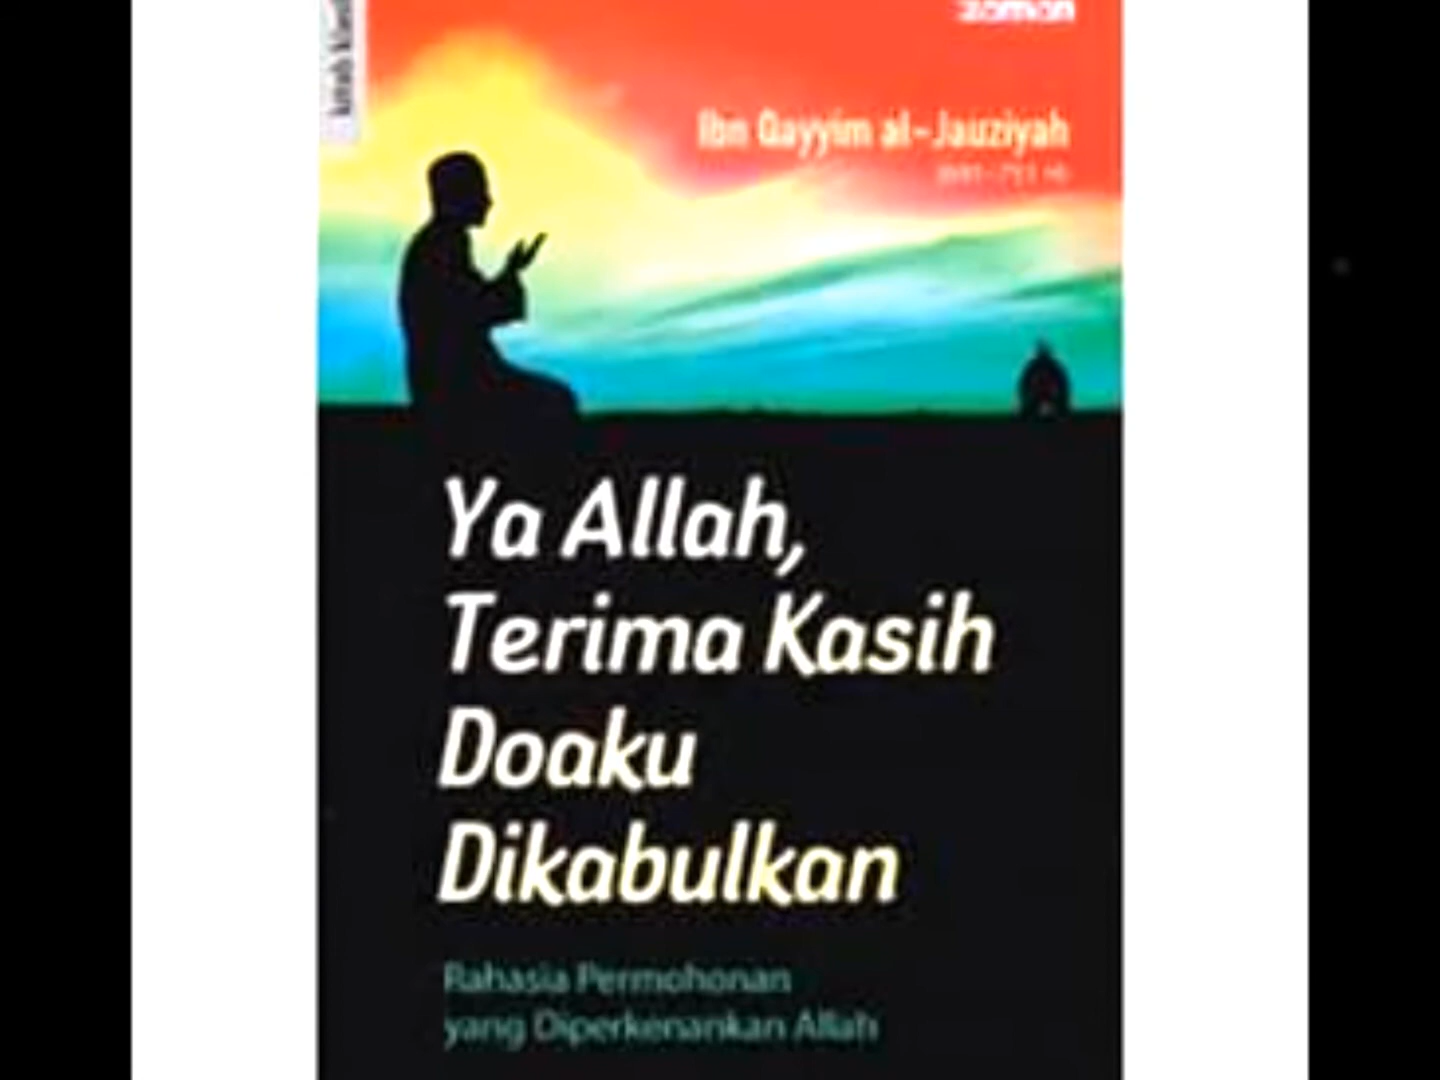 zaman
Ibn Qayyim al-Jauziyah
Ya Allah,
Terima Kasih
Doaku
Dikabulkan
Rahasia Permohonan
yang Diperkenankan Allah